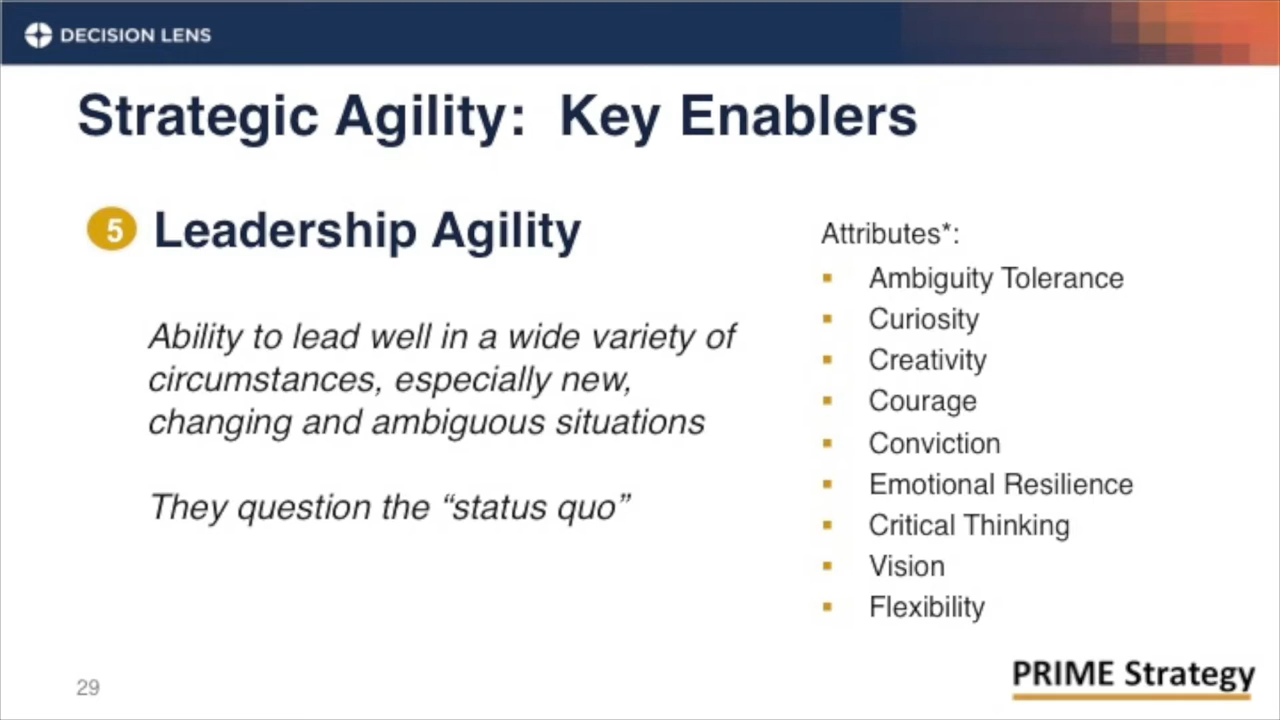 DECISION LENS
Strategic Agility:  Key Enablers
5 Leadership Agility
Ability to lead well in a wide variety of
circumstances, especially new,
changing and ambiguous situations
They question the “status quo”
Attributes*:
▪ Ambiguity Tolerance
▪ Curiosity
▪ Creativity
▪ Courage
▪ Conviction
▪ Emotional Resilience
▪ Critical Thinking
▪ Vision
▪ Flexibility
29
PRIME Strategy